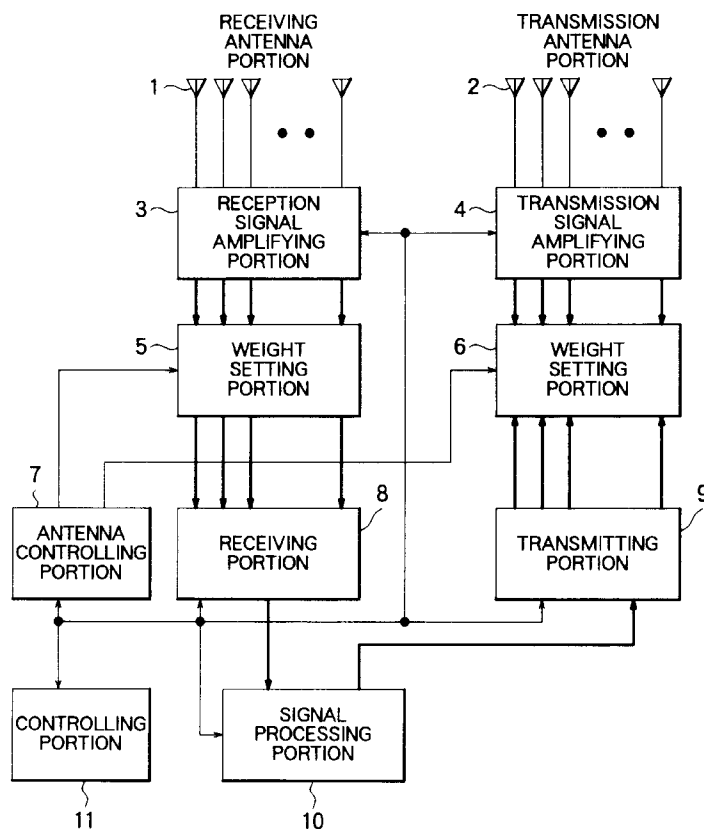 RECEIVING
ANTENNA
PORTION
TRANSMISSION
ANTENNA
PORTION
1
2
3
RECEPTION
SIGNAL
AMPLIFYING
PORTION
4
TRANSMISSION
SIGNAL
AMPLIFYING
PORTION
5
WEIGHT
SETTING
PORTION
6
WEIGHT
SETTING
PORTION
7
ANTENNA
CONTROLLING
PORTION
8
RECEIVING
PORTION
9
TRANSMITTING
PORTION
CONTROLLING
PORTION
11
SIGNAL
PROCESSING
PORTION
10